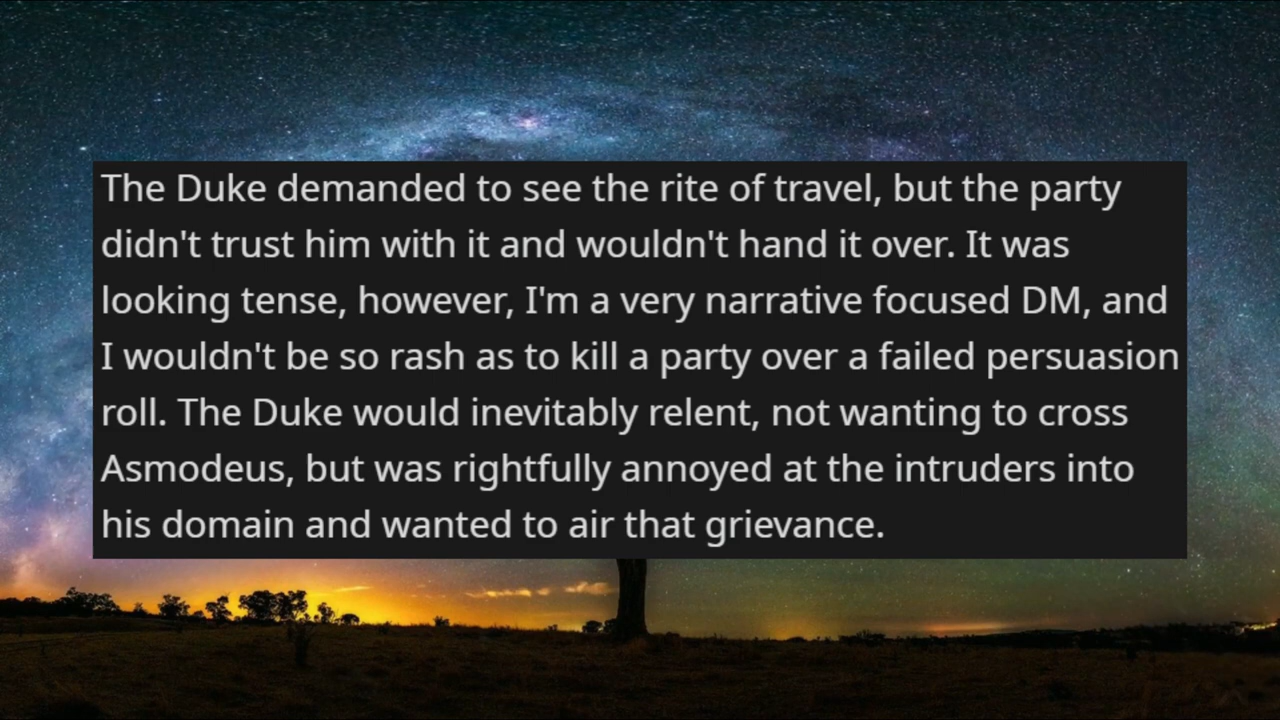 The Duke demanded to see the rite of travel, but the party
didn't trust him with it and wouldn't hand it over. It was
looking tense, however, I'm a very narrative focused DM, and
I wouldn't be so rash as to kill a party over a failed persuasion
roll. The Duke would inevitably relent, not wanting to cross
Asmodeus, but was rightfully annoyed at the intruders into
his domain and wanted to air that grievance.